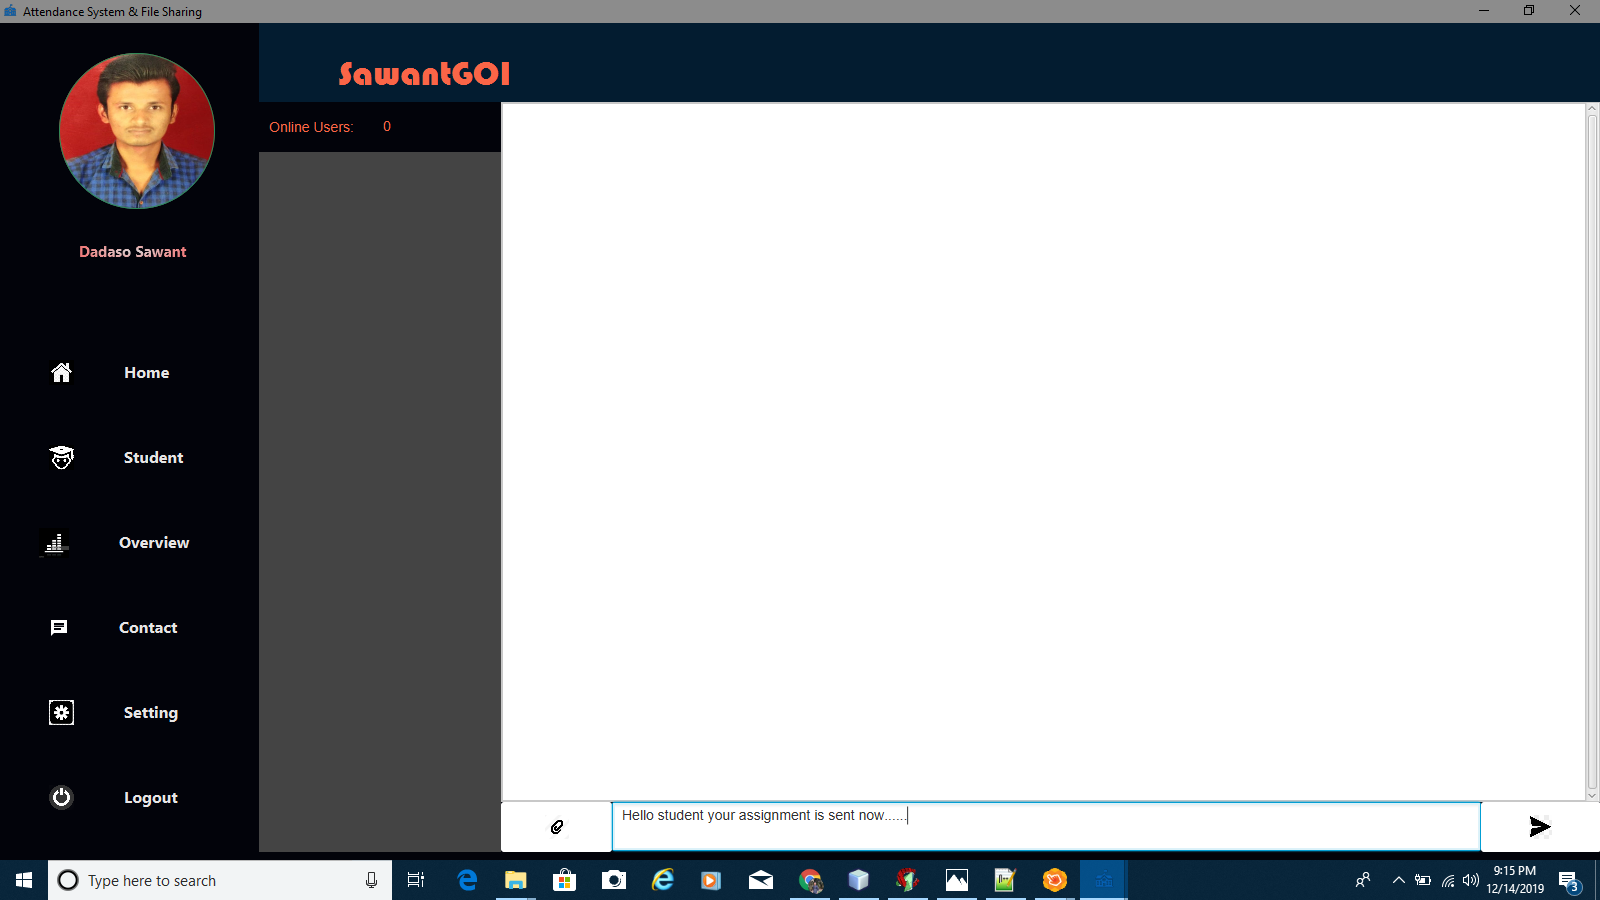 Attendance System & File Sharing
SawantGOI
Online Users: 0
Dadaso Sawant
Home
Student
Overview
Contact
Setting
Logout
Hello student your assignment is sent now......
Type here to search
9:15 PM
12/14/2019
3